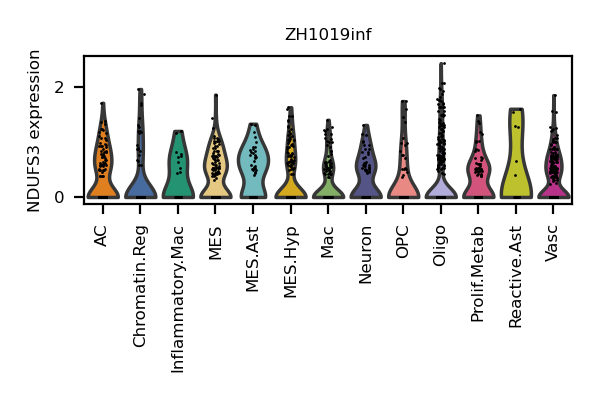 ZH1019inf
NDUFS3 expression
2
0
AC
Chromatin.Reg
Inflammatory.Mac
MES
MES.Ast
MES.Hyp
Mac
Neuron
OPC
Oligo
Prolif.Metab
Reactive.Ast
Vasc